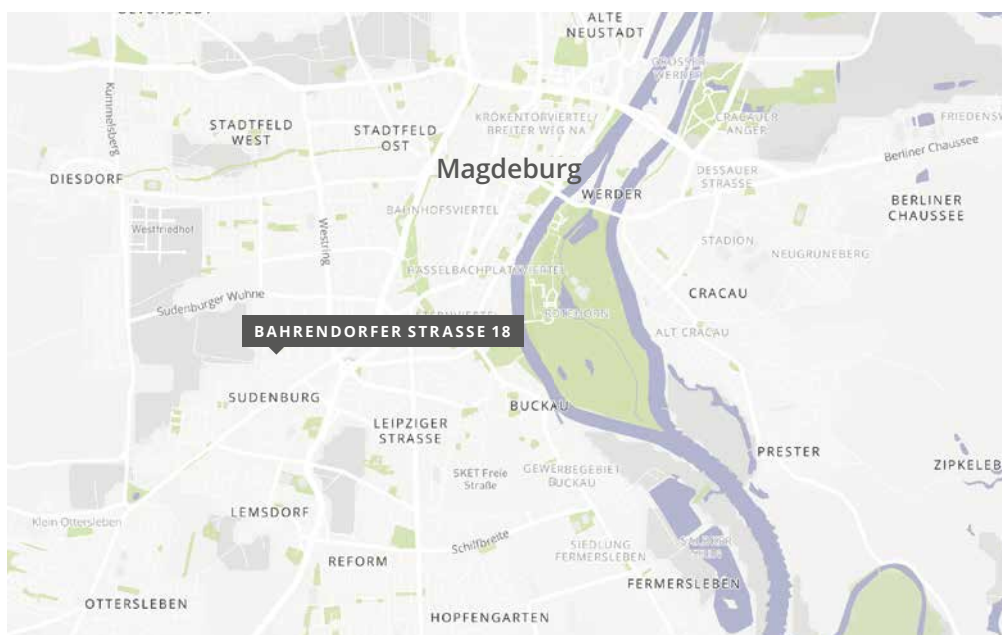 ALTE
NEUSTADT
GROSSER
WERDER
KRÖKENTORVIERTEL/
BREITER WEG NA
CRACAUER
ANGER
FRIEDENSW
STADTFELD
WEST
STADTFELD
OST
Kümmelsberg
Berliner Chaussee
Magdeburg
DESSAUER
STRASSE
DIESDORF
WERDER
BERLINER
CHAUSSEE
BAHNHOFSVIERTEL
Westfriedhof
Westring
STADION
NEUGRÜNEBERG
HASSELBACHPLATZVIERTEL
CRACAU
Sudenburger Wuhne
BAHRENDORFER STRASSE 18
ALT CRACAU
SUDENBURG
BUCKAU
LEIPZIGER
STRASSE
PRESTER
SKET Freie
Straße
GEWERBEGEBIET
BUCKAU
ZIPKELEB
LEMSDORF
Klein Ottersleben
Schilfbreite
SIEDLUNG
FERMERSLEBEN
REFORM
FERMERSLEBEN
OTTERSLEBEN
HOPFENGARTEN